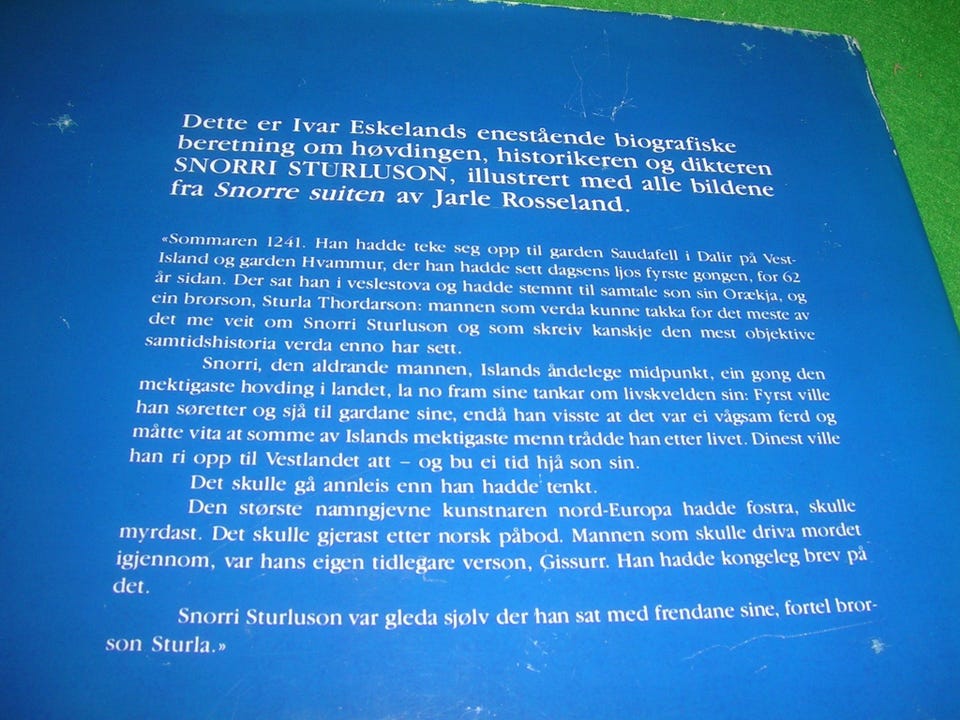 Dette er Ivar Eskelands enestående biografiske
beretning om høvdingen, historikeren og dikteren
SNORRI STURLUSON, illustrert med alle bildene
fra Snorre suiten av Jarle Rosseland.
«Sommaren 1241. Han hadde teke seg opp til garden Saudafell i Dalir på Vest-
Island og garden Hvammur, der han hadde sett dagsens ljos fyrste gongen, for 62
år sidan. Der sat han i veslestova og hadde stemnt til samtale son sin Orækja, og
ein brorson, Sturla Thordarson: mannen som verda kunne takka for det meste av
det me veit om Snorri Sturluson og som skreiv kanskje den mest objektive
samtidshistoria verda enno har sett.
Snorri, den aldrande mannen, Islands åndelege midpunkt, ein gong den
mektigaste hovding i landet, la no fram sine tankar om livskvelden sin: Fyrst ville
han søretter og sjå til gardane sine, endå han visste at det var ei vågsam ferd og
måtte vita at somme av Islands mektigaste menn trådde han etter livet. Dinest ville
han ri opp til Vestlandet att – og bu ei tid hjå son sin.
Det skulle gå annleis enn han hadde tenkt.
Den største namngjevne kunstnaren nord-Europa hadde fostra, skulle
myrdast. Det skulle gjerast etter norsk påbod. Mannen som skulle driva mordet
igjennom, var hans eigen tidlegare verson, Gissurr. Han hadde kongeleg brev på
det.
Snorri Sturluson var gleda sjølv der han sat med frendane sine, fortel bror-
son Sturla.»